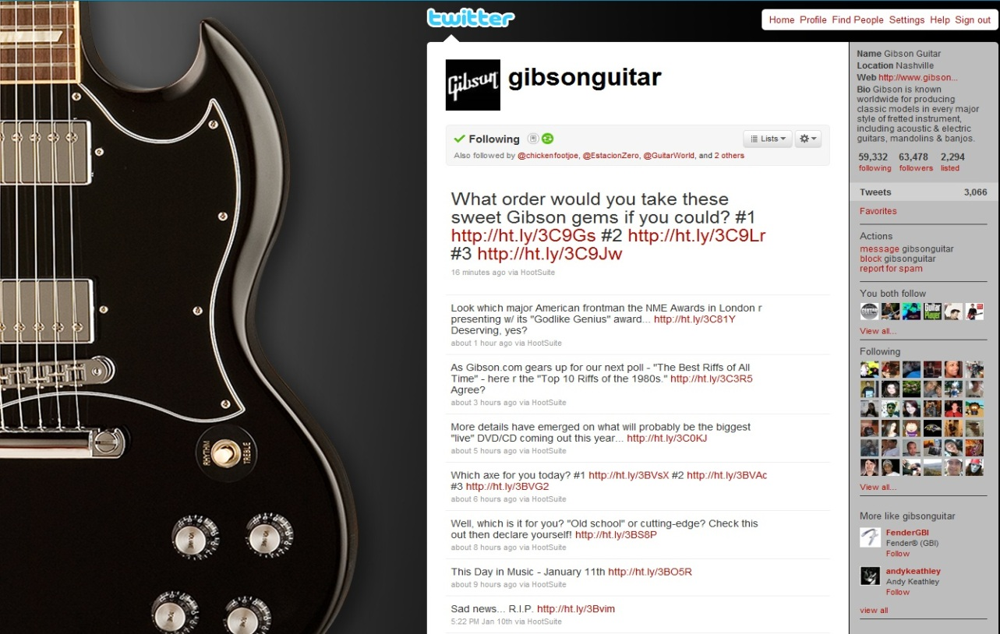 twitter
Home Profile Find People Settings Help Sign out
Gibson
gibsonguitar
Following
Lists
Also followed by @chickenfootjoe, @EstacionZero, @GuitarWorld, and 2 others
What order would you take these
sweet Gibson gems if you could? #1
http://ht.ly/3C9Gs #2 http://ht.ly/3C9Lr
#3 http://ht.ly/3C9Jw
16 minutes ago via HootSuite
Look which major American frontman the NME Awards in London r
presenting w/ its "Godlike Genius" award... http://ht.ly/3C81Y
Deserving, yes?
about 1 hour ago via HootSuite
As Gibson.com gears up for our next poll - "The Best Riffs of All
Time" - here r the "Top 10 Riffs of the 1980s." http://ht.ly/3C3R5
Agree?
about 3 hours ago via HootSuite
More details have emerged on what will probably be the biggest
"live" DVD/CD coming out this year... http://ht.ly/3C0KJ
about 5 hours ago via HootSuite
Which axe for you today? #1 http://ht.ly/3BVsX #2 http://ht.ly/3BVAc
#3 http://ht.ly/3BVG2
about 6 hours ago via HootSuite
Well, which is it for you? "Old school" or cutting-edge? Check this
out then declare yourself! http://ht.ly/3BS8P
about 8 hours ago via HootSuite
This Day in Music - January 11th http://ht.ly/3BO5R
about 9 hours ago via HootSuite
Sad news... R.I.P. http://ht.ly/3Bvim
5:22 PM Jan 10th via HootSuite
Name Gibson Guitar
Location Nashville
Web http://www.gibson...
Bio Gibson is known
worldwide for producing
classic models in every major
style of fretted instrument,
including acoustic & electric
guitars, mandolins & banjos.
59,332 63,478 2,294
following followers listed
Tweets 3,066
Favorites
Actions
message gibsonguitar
block gibsonguitar
report for spam
You both follow
Guitar Player
View all...
Following
View all...
More like gibsonguitar
FenderGBI
Fender® (GBI)
Follow
andykeathley
Andy Keathley
Follow
view all
RHYTHM
TREBLE